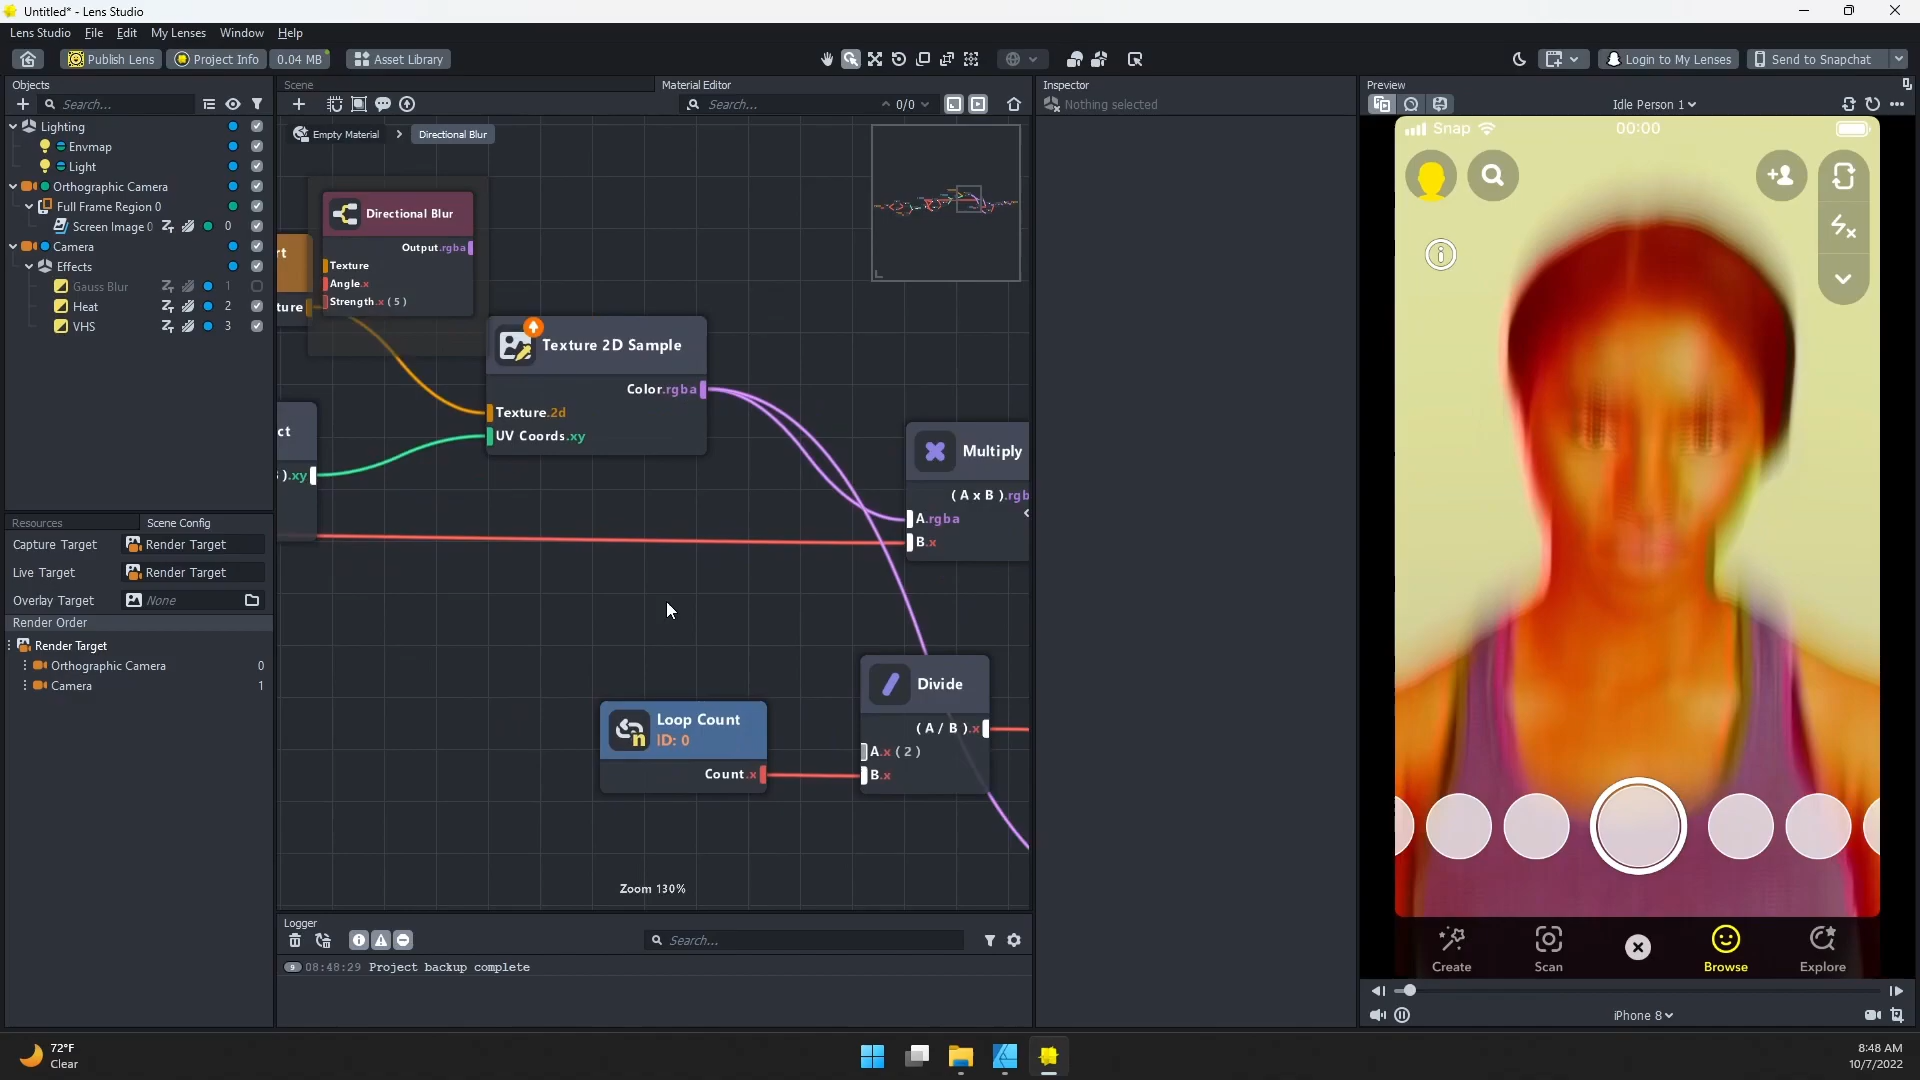 Untitled* - Lens Studio
Lens Studio File Edit My Lenses Window Help
Publish Lens Project Info 0.04 MB Asset Library Login to My Lenses Send to Snapchat
Objects
Search...
Lighting
Envmap
Light
Orthographic Camera
Full Frame Region 0
Screen Image 0 0
Camera
Effects
Gauss Blur 1
Heat 2
VHS 3
Resources Scene Config
Capture Target Render Target
Live Target Render Target
Overlay Target None
Render Order
Render Target
Orthographic Camera 0
Camera 1
Scene Material Editor
Search... 0/0
Empty Material > Directional Blur
Directional Blur
Output.rgba
Texture
Angle.x
Strength.x ( 5 )
rt
ture
Texture 2D Sample
Color.rgba
Texture.2d
UV Coords.xy
ct
).xy
Multiply
( A x B ).rgb
A.rgba
B.x
Divide
( A / B ).x
A.x ( 2 )
B.x
Loop Count
ID: 0
Count.x
Zoom 130%
Logger
Search...
9 08:48:29 Project backup complete
Inspector
Nothing selected
Preview
Idle Person 1
Snap 00:00
Create Scan Browse Explore
iPhone 8
72°F
Clear
8:48 AM
10/7/2022